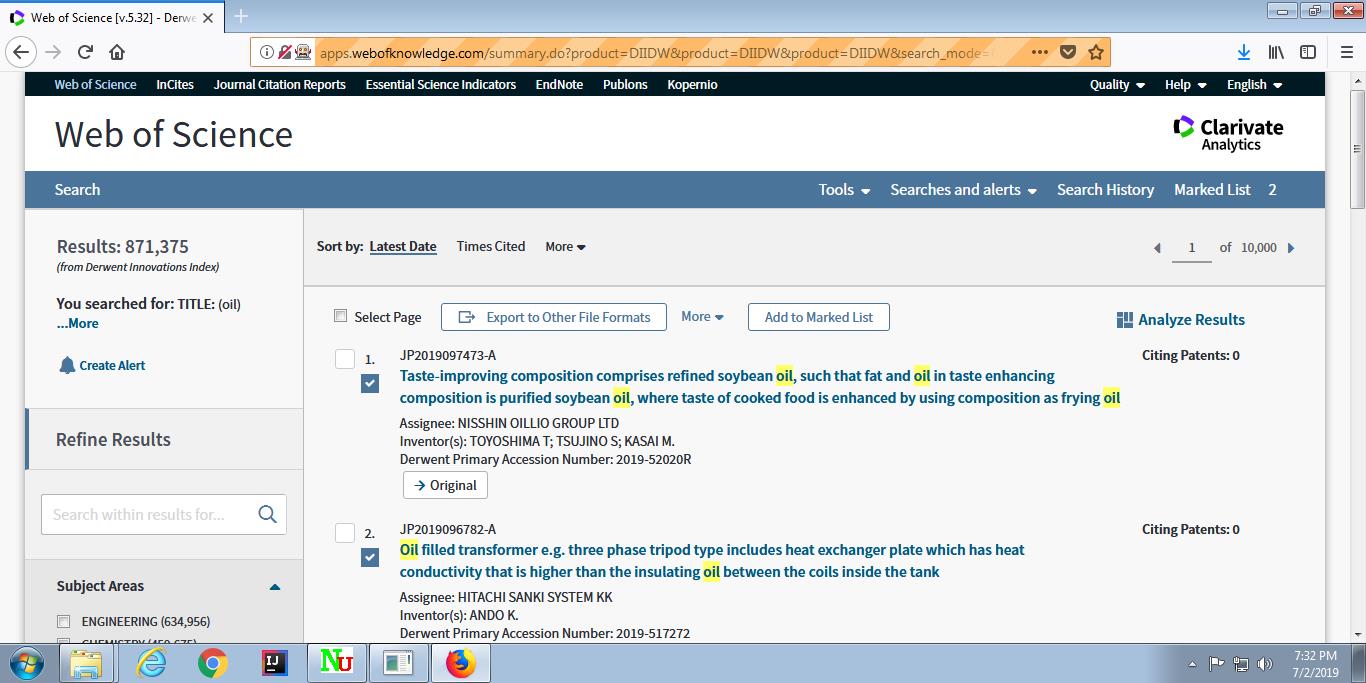 Web of Science [v.5.32] - Derwe
apps.webofknowledge.com/summary.do?product=DIIDW&product=DIIDW&product=DIIDW&search_mode=
Web of Science InCites Journal Citation Reports Essential Science Indicators EndNote Publons Kopernio Quality Help English
Web of Science
Clarivate
Analytics
Search Tools Searches and alerts Search History Marked List 2
Results: 871,375
(from Derwent Innovations Index)
You searched for: TITLE: (oil)
...More
Create Alert
Refine Results
Search within results for...
Subject Areas
ENGINEERING (634,956)
CHEMISTRY (459,675)
Sort by: Latest Date Times Cited More
1 of 10,000
Select Page Export to Other File Formats More Add to Marked List
Analyze Results
1. JP2019097473-A
Taste-improving composition comprises refined soybean oil, such that fat and oil in taste enhancing
composition is purified soybean oil, where taste of cooked food is enhanced by using composition as frying oil
Assignee: NISSHIN OILLIO GROUP LTD
Inventor(s): TOYOSHIMA T; TSUJINO S; KASAI M.
Derwent Primary Accession Number: 2019-52020R
Original
Citing Patents: 0
2. JP2019096782-A
Oil filled transformer e.g. three phase tripod type includes heat exchanger plate which has heat
conductivity that is higher than the insulating oil between the coils inside the tank
Assignee: HITACHI SANKI SYSTEM KK
Inventor(s): ANDO K.
Derwent Primary Accession Number: 2019-517272
Citing Patents: 0
IJ
Nu
7:32 PM
7/2/2019